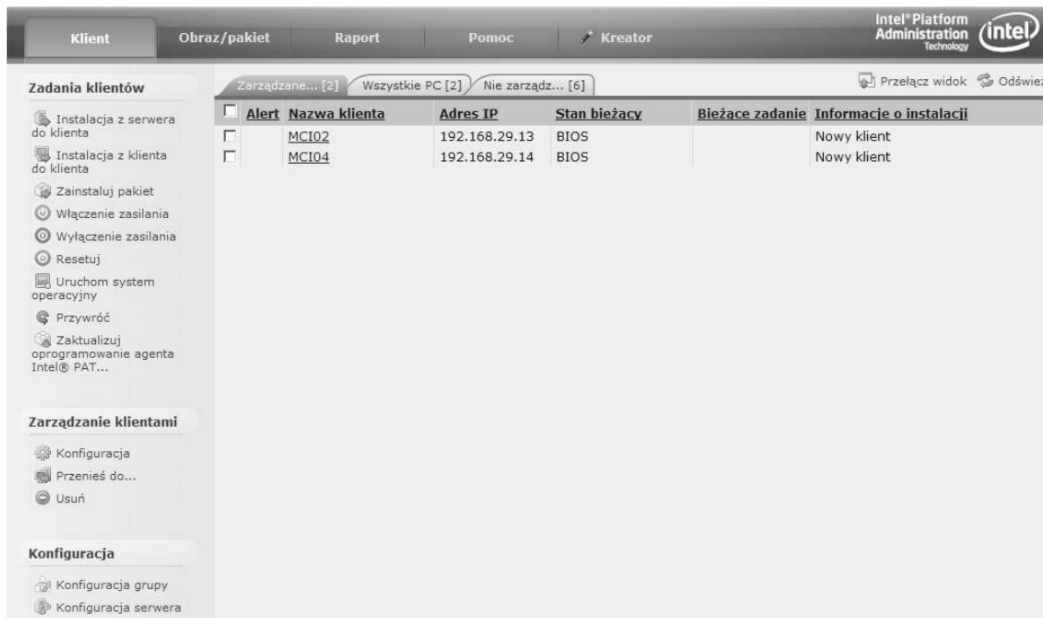 Klient Obraz/pakiet Raport Pomoc Kreator
Intel® Platform
Administration
Technology
intel
Zadania klientów
Instalacja z serwera
do klienta
Instalacja z klienta
do klienta
Zainstaluj pakiet
Włączenie zasilania
Wyłączenie zasilania
Resetuj
Uruchom system
operacyjny
Przywróć
Zaktualizuj
oprogramowanie agenta
Intel® PAT...
Zarządzanie klientami
Konfiguracja
Przenieś do...
Usuń
Konfiguracja
Konfiguracja grupy
Konfiguracja serwera
Zarządzane... [2] Wszystkie PC [2] Nie zarządz... [6] Przełącz widok Odśwież
Alert Nazwa klienta Adres IP Stan bieżący Bieżące zadanie Informacje o instalacji
MCI02 192.168.29.13 BIOS Nowy klient
MCI04 192.168.29.14 BIOS Nowy klient